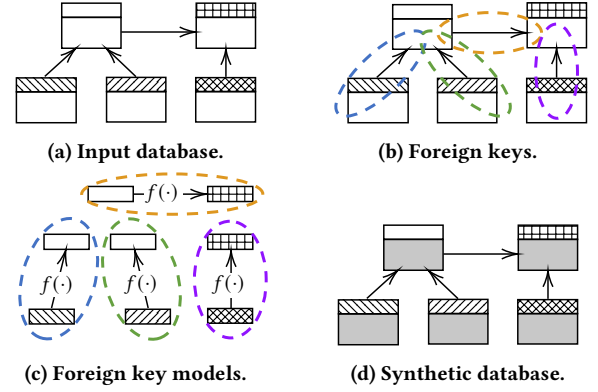 (a) Input database.
(b) Foreign keys.
f(·)
f(·)
f(·)
f(·)
(c) Foreign key models.
(d) Synthetic database.